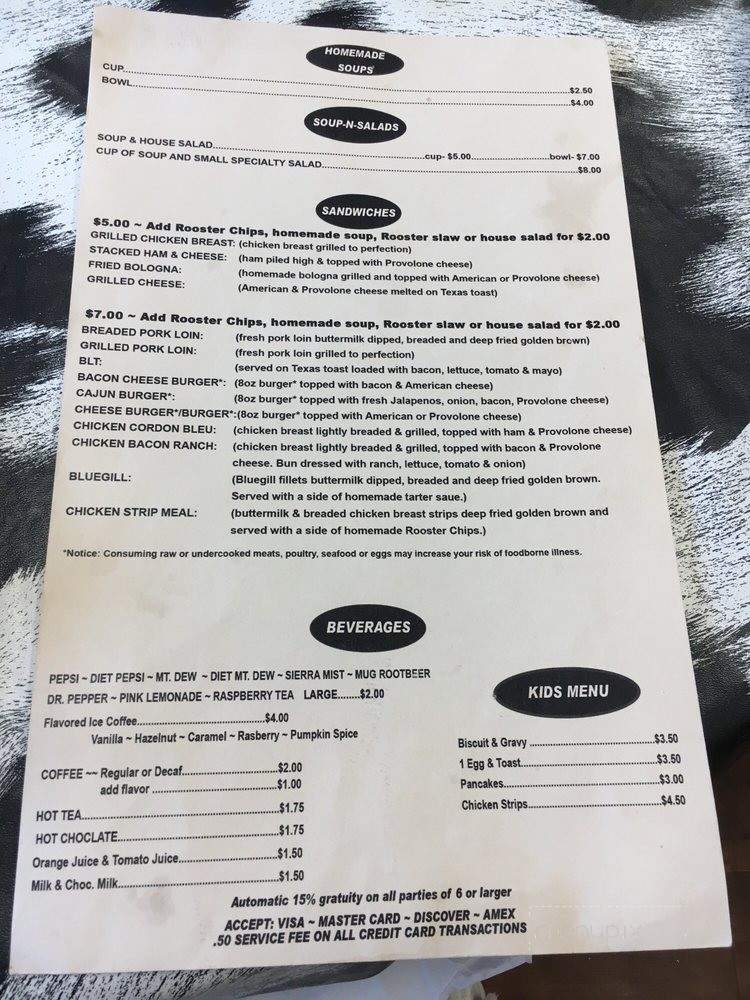 HOMEMADE
SOUPS
CUP..........$2.50
BOWL..........$4.00
SOUP-N-SALADS
SOUP & HOUSE SALAD..........cup- $5.00..........bowl- $7.00
CUP OF SOUP AND SMALL SPECIALTY SALAD..........$8.00
SANDWICHES
$5.00 ~ Add Rooster Chips, homemade soup, Rooster slaw or house salad for $2.00
GRILLED CHICKEN BREAST: (chicken breast grilled to perfection)
STACKED HAM & CHEESE: (ham piled high & topped with Provolone cheese)
FRIED BOLOGNA: (homemade bologna grilled and topped with American or Provolone cheese)
GRILLED CHEESE: (American & Provolone cheese melted on Texas toast)
$7.00 ~ Add Rooster Chips, homemade soup, Rooster slaw or house salad for $2.00
BREADED PORK LOIN: (fresh pork loin buttermilk dipped, breaded and deep fried golden brown)
GRILLED PORK LOIN: (fresh pork loin grilled to perfection)
BLT: (served on Texas toast loaded with bacon, lettuce, tomato & mayo)
BACON CHEESE BURGER*: (8oz burger* topped with bacon & American cheese)
CAJUN BURGER*: (8oz burger* topped with fresh Jalapenos, onion, bacon, Provolone cheese)
CHEESE BURGER*/BURGER*:(8oz burger* topped with American or Provolone cheese)
CHICKEN CORDON BLEU: (chicken breast lightly breaded & grilled, topped with ham & Provolone cheese)
CHICKEN BACON RANCH: (chicken breast lightly breaded & grilled, topped with bacon & Provolone
cheese. Bun dressed with ranch, lettuce, tomato & onion)
BLUEGILL: (Bluegill fillets buttermilk dipped, breaded and deep fried golden brown.
Served with a side of homemade tarter saue.)
CHICKEN STRIP MEAL: (buttermilk & breaded chicken breast strips deep fried golden brown and
served with a side of homemade Rooster Chips.)
*Notice: Consuming raw or undercooked meats, poultry, seafood or eggs may increase your risk of foodborne illness.
BEVERAGES
PEPSI ~ DIET PEPSI ~ MT. DEW ~ DIET MT. DEW ~ SIERRA MIST ~ MUG ROOTBEER
DR. PEPPER ~ PINK LEMONADE ~ RASPBERRY TEA LARGE........$2.00
Flavored Ice Coffee..........$4.00
Vanilla ~ Hazelnut ~ Caramel ~ Rasberry ~ Pumpkin Spice
COFFEE ~~ Regular or Decaf..........$2.00
add flavor ..........$1.00
HOT TEA..........$1.75
HOT CHOCLATE..........$1.75
Orange Juice & Tomato Juice..........$1.50
Milk & Choc. Milk..........$1.50
KIDS MENU
Biscuit & Gravy ..........$3.50
1 Egg & Toast..........$3.50
Pancakes..........$3.00
Chicken Strips..........$4.50
Automatic 15% gratuity on all parties of 6 or larger
ACCEPT: VISA ~ MASTER CARD ~ DISCOVER ~ AMEX
.50 SERVICE FEE ON ALL CREDIT CARD TRANSACTIONS